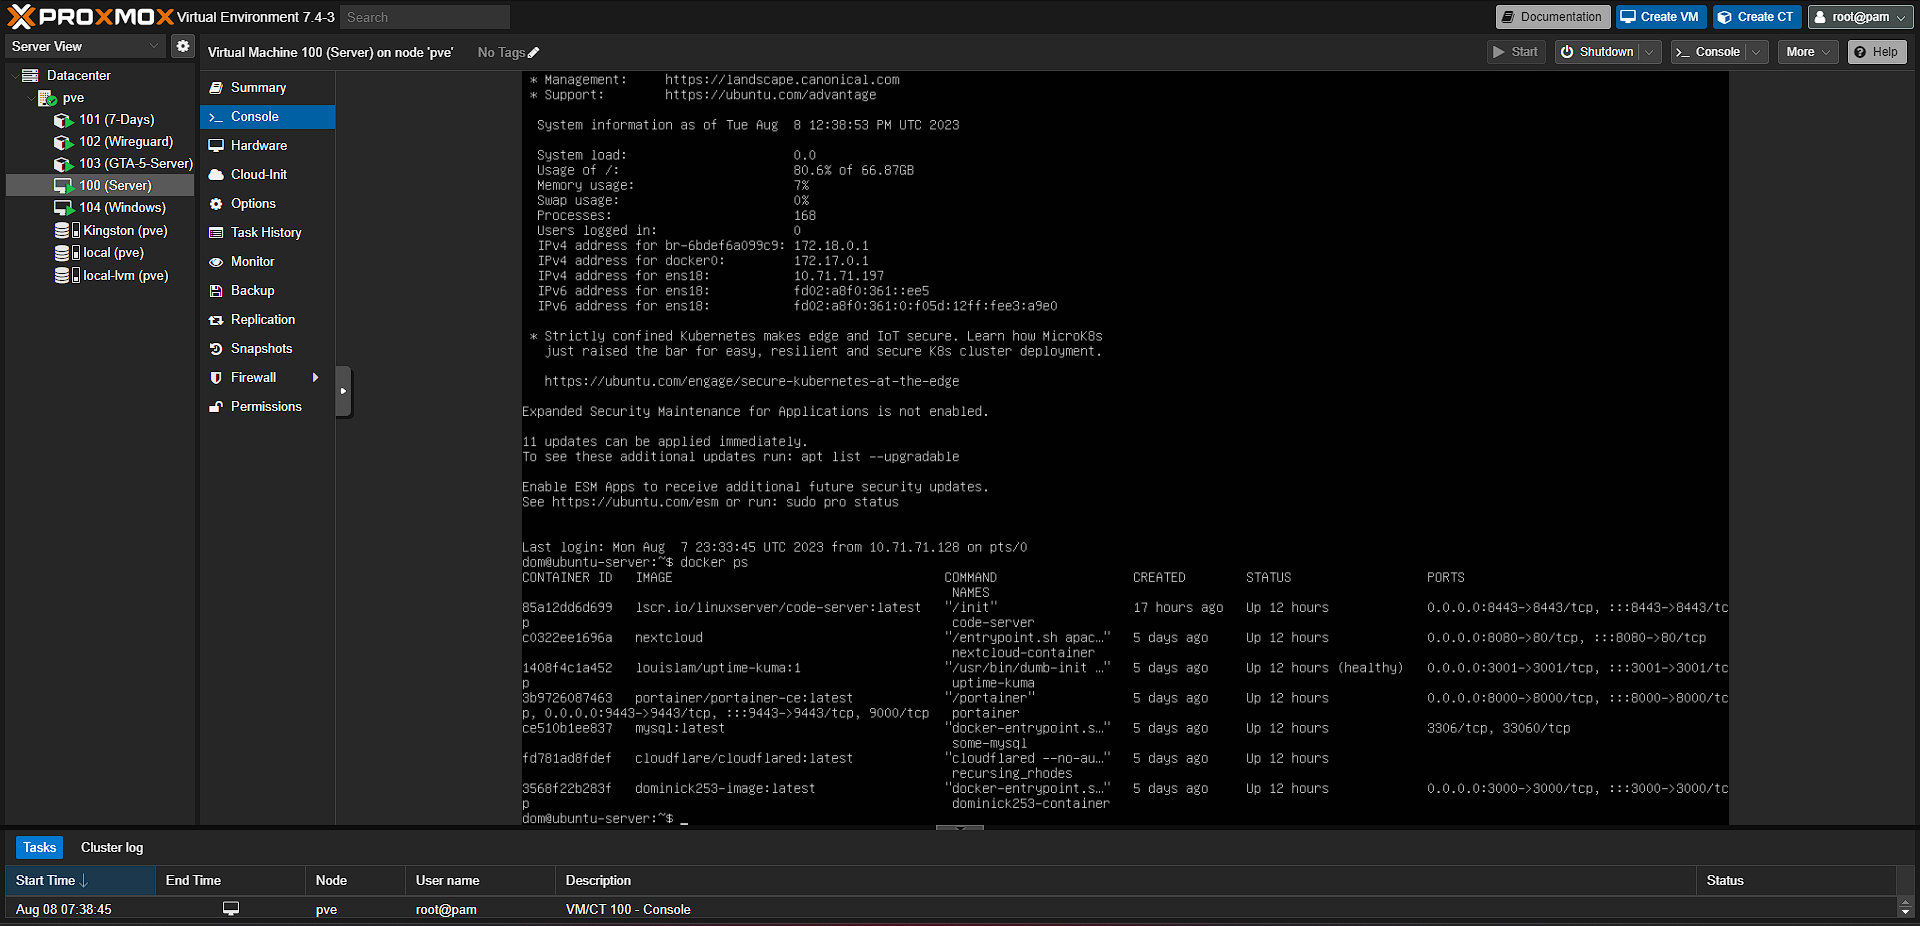 PROXMOX Virtual Environment 7.4-3 Search Documentation Create VM Create CT root@pam
Server View
Datacenter
pve
101 (7-Days)
102 (Wireguard)
103 (GTA-5-Server)
100 (Server)
104 (Windows)
Kingston (pve)
local (pve)
local-lvm (pve)
Virtual Machine 100 (Server) on node 'pve' No Tags Start Shutdown Console More Help
Summary
Console
Hardware
Cloud-Init
Options
Task History
Monitor
Backup
Replication
Snapshots
Firewall
Permissions
* Management: https://landscape.canonical.com
* Support: https://ubuntu.com/advantage
System information as of Tue Aug 8 12:38:53 PM UTC 2023
System load: 0.0
Usage of /: 80.6% of 66.87GB
Memory usage: 7%
Swap usage: 0%
Processes: 168
Users logged in: 0
IPv4 address for br-6bdef6a099c9: 172.18.0.1
IPv4 address for docker0: 172.17.0.1
IPv4 address for ens18: 10.71.71.197
IPv6 address for ens18: fd02:a8f0:361::ee5
IPv6 address for ens18: fd02:a8f0:361:0:f05d:12ff:fee3:a9e0
* Strictly confined Kubernetes makes edge and IoT secure. Learn how MicroK8s
just raised the bar for easy, resilient and secure K8s cluster deployment.
https://ubuntu.com/engage/secure-kubernetes-at-the-edge
Expanded Security Maintenance for Applications is not enabled.
11 updates can be applied immediately.
To see these additional updates run: apt list --upgradable
Enable ESM Apps to receive additional future security updates.
See https://ubuntu.com/esm or run: sudo pro status
Last login: Mon Aug 7 23:33:45 UTC 2023 from 10.71.71.128 on pts/0
dom@ubuntu-server:~$ docker ps
CONTAINER ID IMAGE COMMAND CREATED STATUS PORTS
NAMES
85a12dd6d699 lscr.io/linuxserver/code-server:latest "/init" 17 hours ago Up 12 hours 0.0.0.0:8443->8443/tcp, :::8443->8443/tc
p code-server
c0322ee1696a nextcloud "/entrypoint.sh apac…" 5 days ago Up 12 hours 0.0.0.0:8080->80/tcp, :::8080->80/tcp
nextcloud-container
1408f4c1a452 louislam/uptime-kuma:1 "/usr/bin/dumb-init …" 5 days ago Up 12 hours (healthy) 0.0.0.0:3001->3001/tcp, :::3001->3001/tc
p uptime-kuma
3b9726087463 portainer/portainer-ce:latest "/portainer" 5 days ago Up 12 hours 0.0.0.0:8000->8000/tcp, :::8000->8000/tc
p, 0.0.0.0:9443->9443/tcp, :::9443->9443/tcp, 9000/tcp portainer
ce510b1ee837 mysql:latest "docker-entrypoint.s…" 5 days ago Up 12 hours 3306/tcp, 33060/tcp
some-mysql
fd781ad8fdef cloudflare/cloudflared:latest "cloudflared --no-au…" 5 days ago Up 12 hours
recursing_rhodes
3568f22b283f dominick253-image:latest "docker-entrypoint.s…" 5 days ago Up 12 hours 0.0.0.0:3000->3000/tcp, :::3000->3000/tc
p dominick253-container
dom@ubuntu-server:~$ _
Tasks Cluster log
Start Time End Time Node User name Description Status
Aug 08 07:38:45 pve root@pam VM/CT 100 - Console